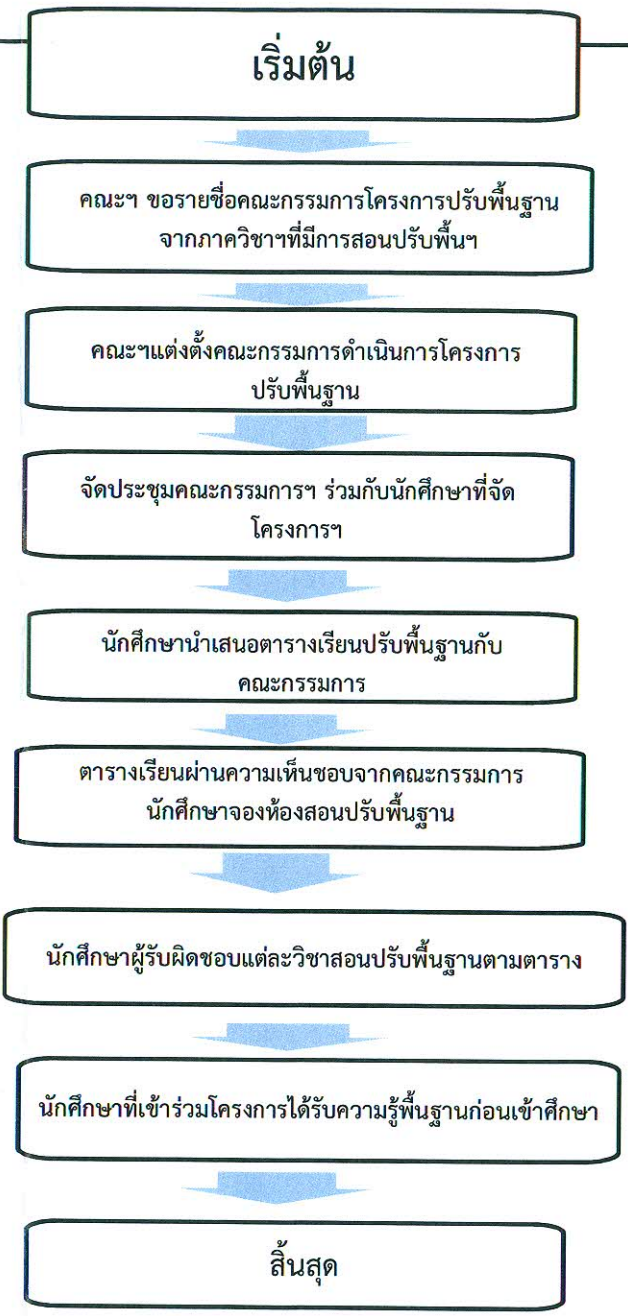 เริ่มต้น
คณะฯ ขอรายชื่อคณะกรรมการโครงการปรับพื้นฐาน
จากภาควิชาฯที่มีการสอนปรับพื้นฯ
คณะฯแต่งตั้งคณะกรรมการดำเนินการโครงการ
ปรับพื้นฐาน
จัดประชุมคณะกรรมการฯ ร่วมกับนักศึกษาที่จัด
โครงการฯ
นักศึกษานำเสนอตารางเรียนปรับพื้นฐานกับ
คณะกรรมการ
ตารางเรียนผ่านความเห็นชอบจากคณะกรรมการ
นักศึกษาจองห้องสอนปรับพื้นฐาน
นักศึกษาผู้รับผิดชอบแต่ละวิชาสอนปรับพื้นฐานตามตาราง
นักศึกษาที่เข้าร่วมโครงการได้รับความรู้พื้นฐานก่อนเข้าศึกษา
สิ้นสุด